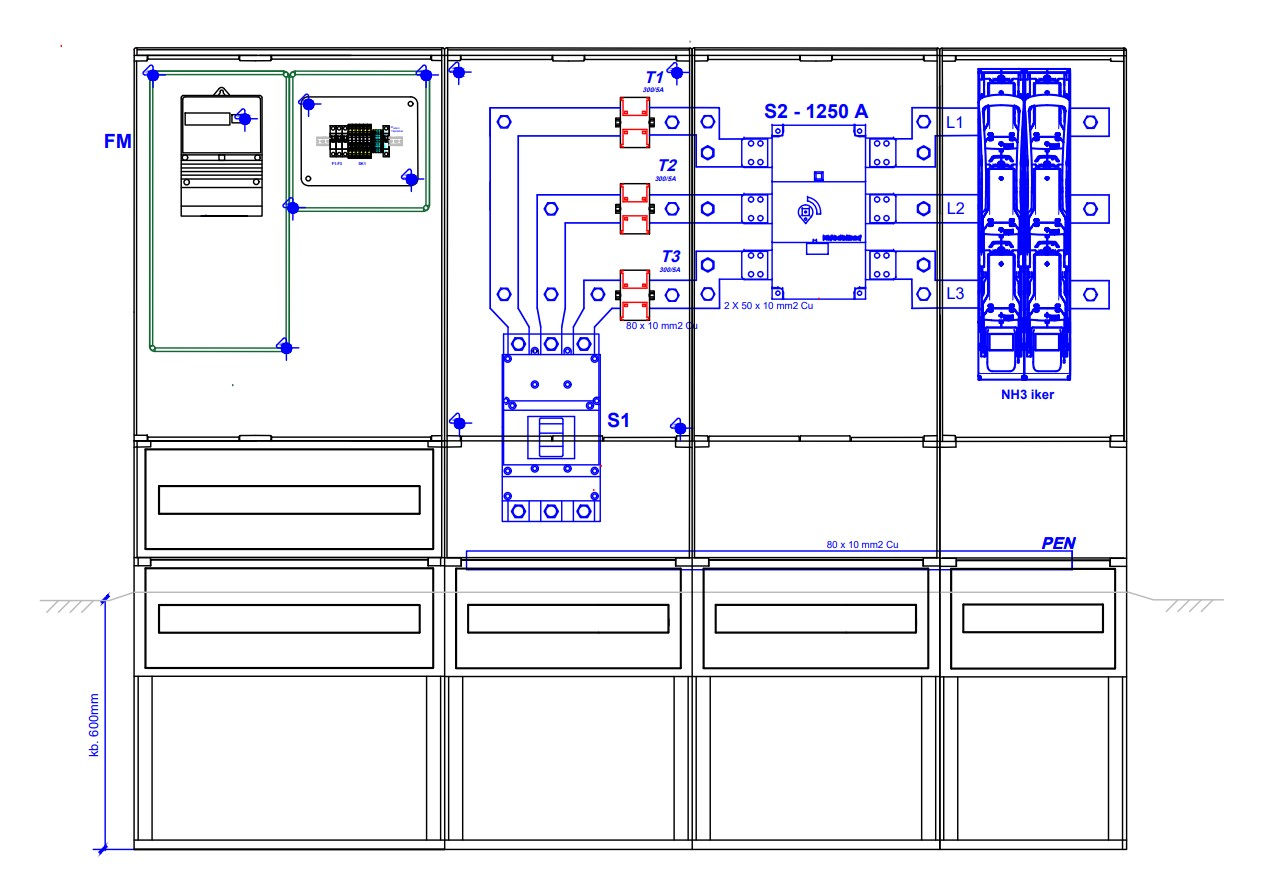 T1
300/5A
FM
S2 - 1250 A
L1
T2
300/5A
L2
T3
300/5A
L3
2 X 50 x 10 mm2 Cu
80 x 10 mm2 Cu
NH3 iker
S1
80 x 10 mm2 Cu
PEN
kb. 600mm